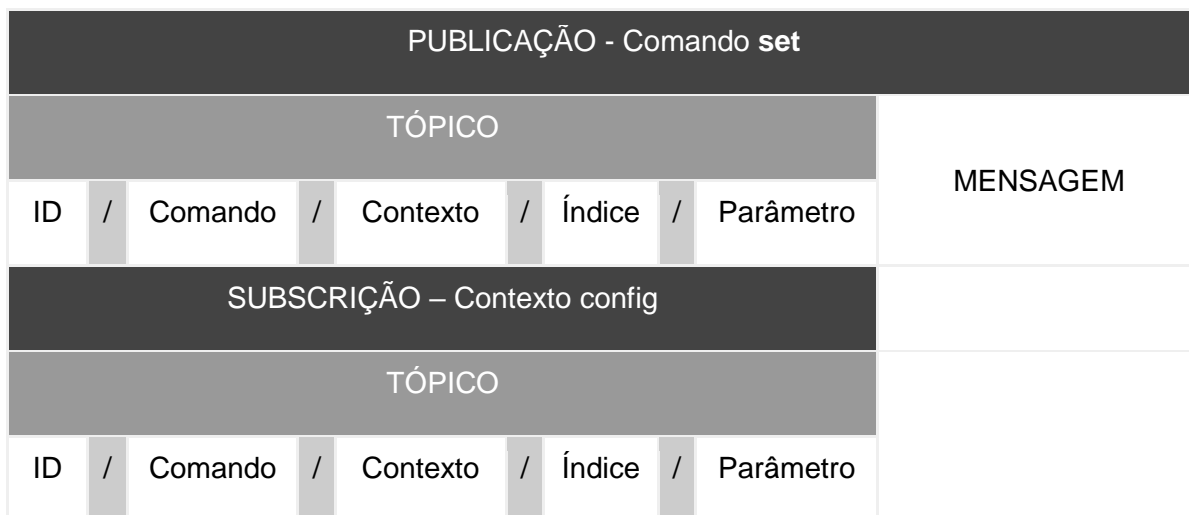 PUBLICAÇÃO - Comando set
TÓPICO
MENSAGEM
ID / Comando / Contexto / Índice / Parâmetro
SUBSCRIÇÃO – Contexto config
TÓPICO
ID / Comando / Contexto / Índice / Parâmetro